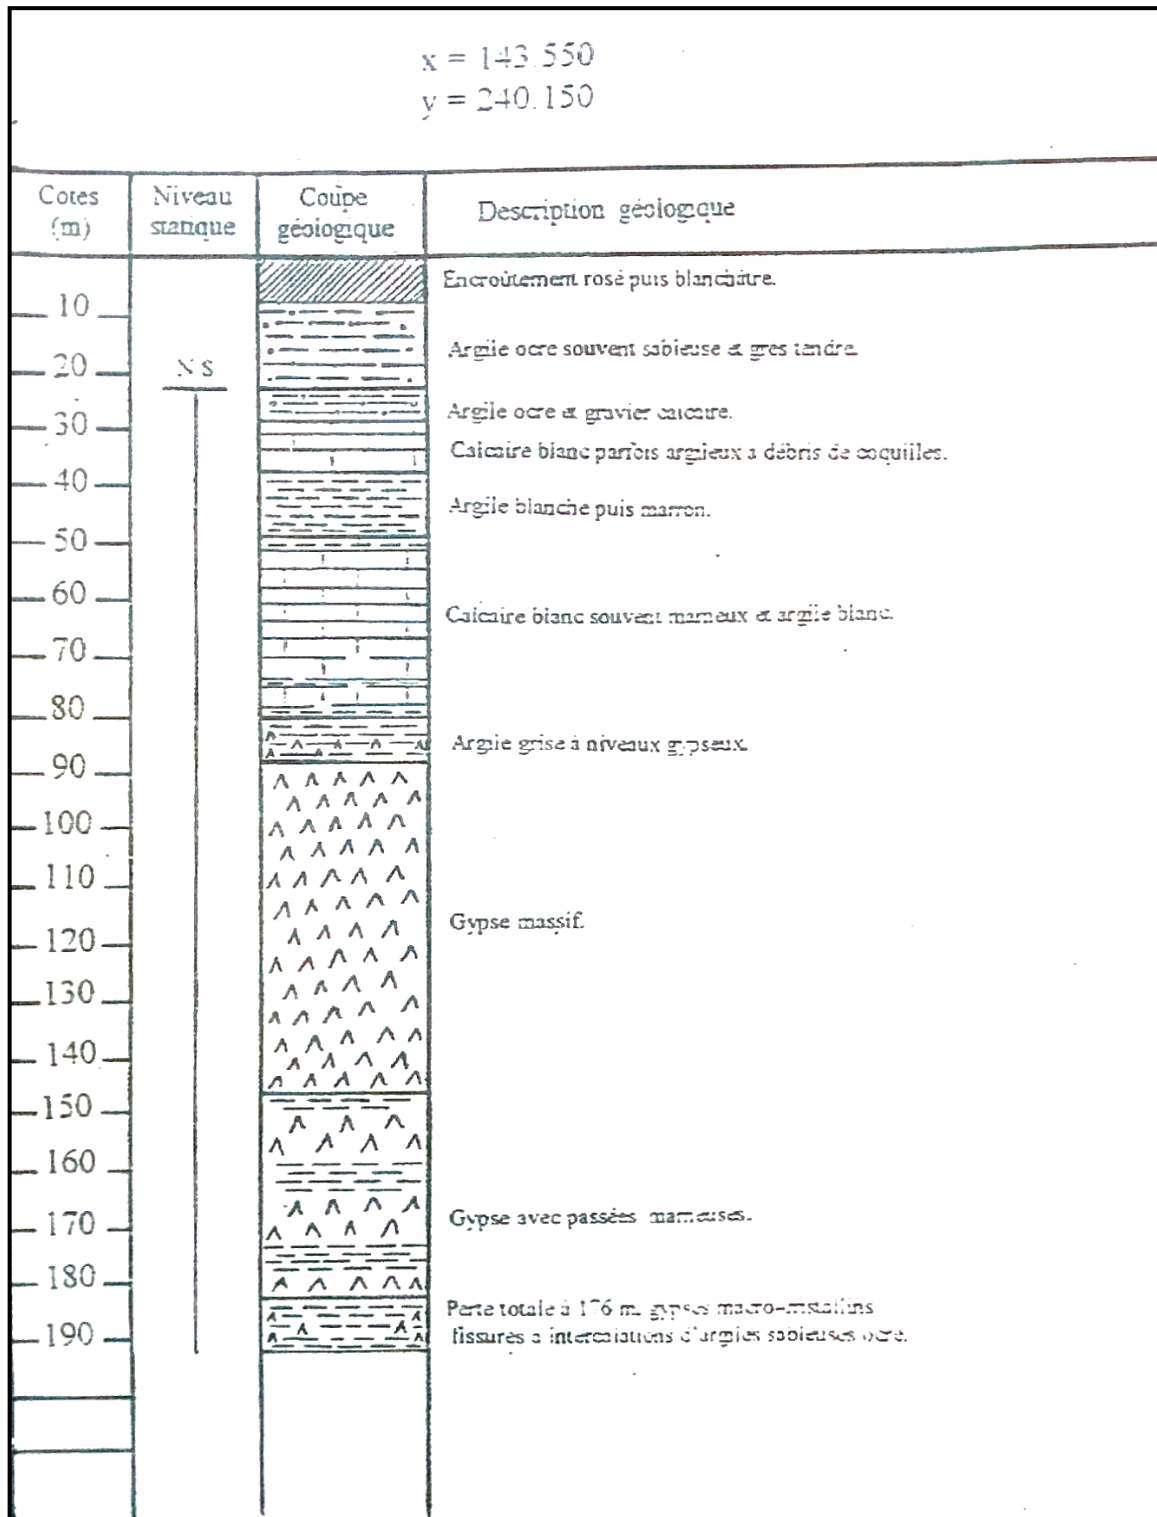 x = 143.550
y = 240.150
Cotes (m)
Niveau statique
Coupe géologique
Description géologique
Encroûtement rosé puis blanchâtre.
10
Argile ocre souvent sableuse et grès tendre.
20
NS
Argile ocre et gravier calcaire.
30
Calcaire blanc parfois argileux à débris de coquilles.
40
Argile blanche puis marron.
50
60
Calcaire blanc souvent marneux et argile blanc.
70
80
Argile grise à niveaux gypseux.
90
100
110
Gypse massif.
120
130
140
150
160
170
Gypse avec passées marneuses.
180
Perte totale à 176 m. gypses macro-cristallins
fissurés à intercalations d'argiles sableuses ocre.
190